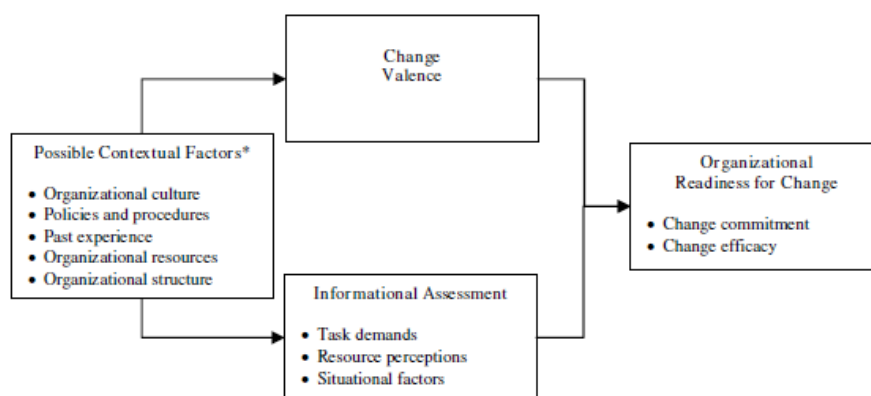 Change
Valence
Possible Contextual Factors*
• Organizational culture
• Policies and procedures
• Past experience
• Organizational resources
• Organizational structure
Organizational
Readiness for Change
• Change commitment
• Change efficacy
Informational Assessment
• Task demands
• Resource perceptions
• Situational factors